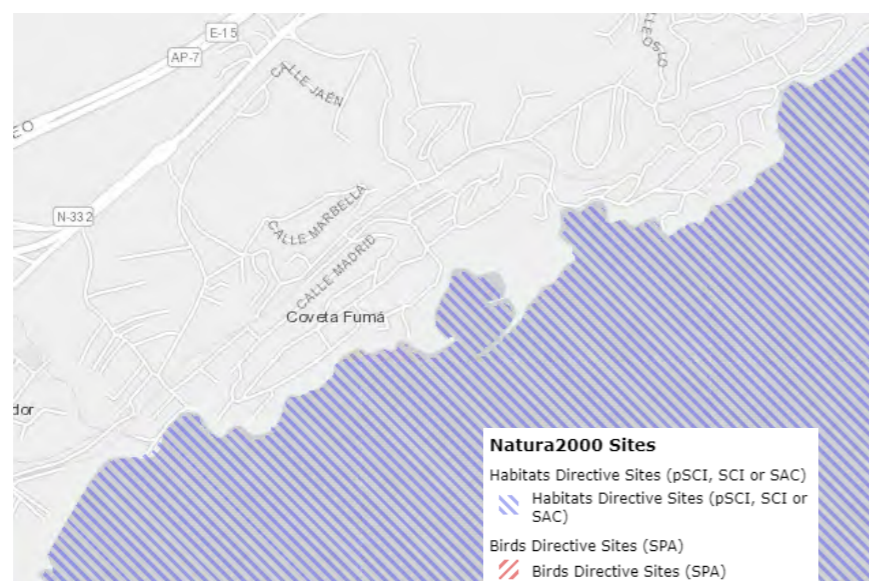 E-15
AP-7
CALLE JAÉN
N-332
CALLE MARBELLA
CALLE MADRID
Coveta Fumá
dor
Natura2000 Sites
Habitats Directive Sites (pSCI, SCI or SAC)
Habitats Directive Sites (pSCI, SCI or
SAC)
Birds Directive Sites (SPA)
Birds Directive Sites (SPA)